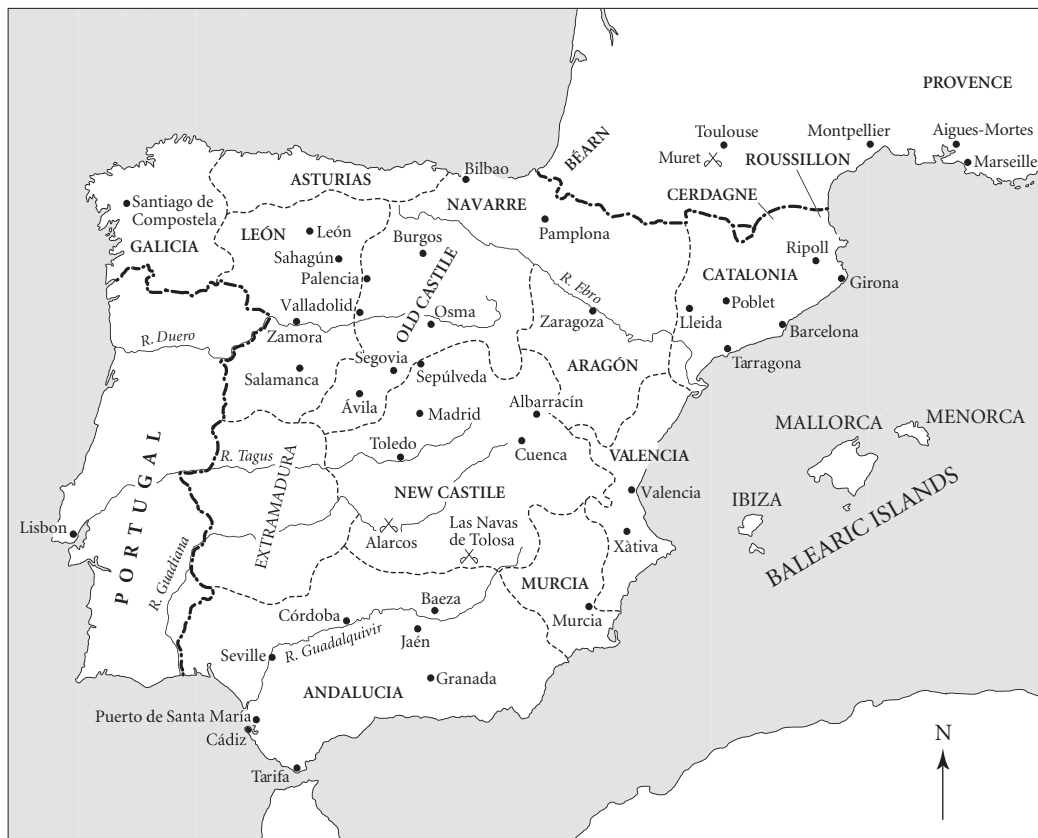 PROVENCE
Toulouse
Montpellier
Aigues-Mortes
BÉARN
Muret
ROUSSILLON
Marseille
Bilbao
ASTURIAS
CERDAGNE
NAVARRE
Santiago de
Compostela
Pamplona
GALICIA
LEÓN
León
Burgos
Ripoll
Sahagún
CATALONIA
Palencia
OLD CASTILE
R. Ebro
Girona
Valladolid
Osma
Zaragoza
Lleida
Poblet
Zamora
Barcelona
R. Duero
Segovia
Sepúlveda
ARAGÓN
Tarragona
Salamanca
Ávila
Madrid
Albarracín
MALLORCA
MENORCA
Toledo
Cuenca
VALENCIA
R. Tagus
PORTUGAL
EXTRAMADURA
NEW CASTILE
Valencia
IBIZA
BALEARIC ISLANDS
Lisbon
Alarcos
Las Navas
de Tolosa
Xàtiva
R. Guadiana
MURCIA
Córdoba
Baeza
Murcia
R. Guadalquivir
Jaén
Seville
ANDALUCIA
Granada
Puerto de Santa María
Cádiz
N
Tarifa